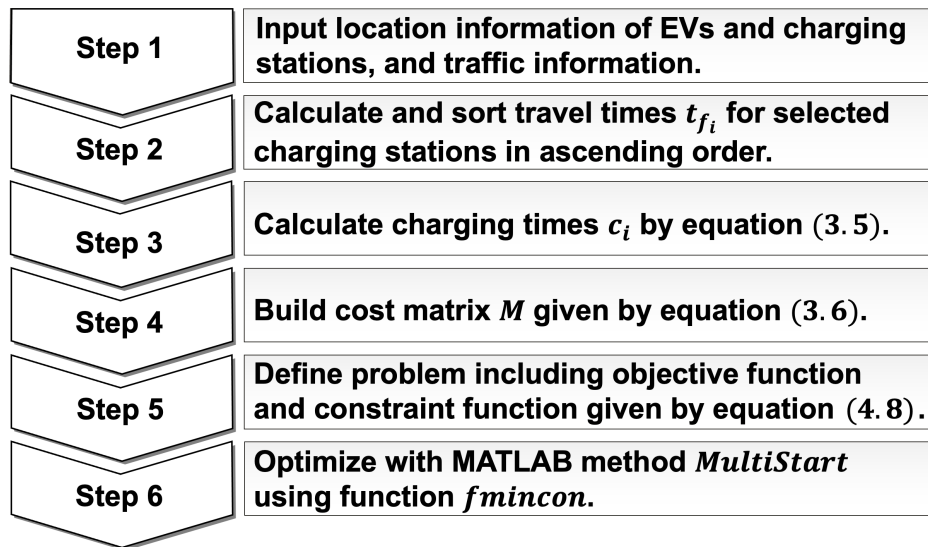 Step 1
Input location information of EVs and charging
stations, and traffic information.
Step 2
Calculate and sort travel times $t_{f_i}$ for selected
charging stations in ascending order.
Step 3
Calculate charging times $c_i$ by equation (3.5).
Step 4
Build cost matrix $M$ given by equation (3.6).
Step 5
Define problem including objective function
and constraint function given by equation (4.8).
Step 6
Optimize with MATLAB method MultiStart
using function fmincon.